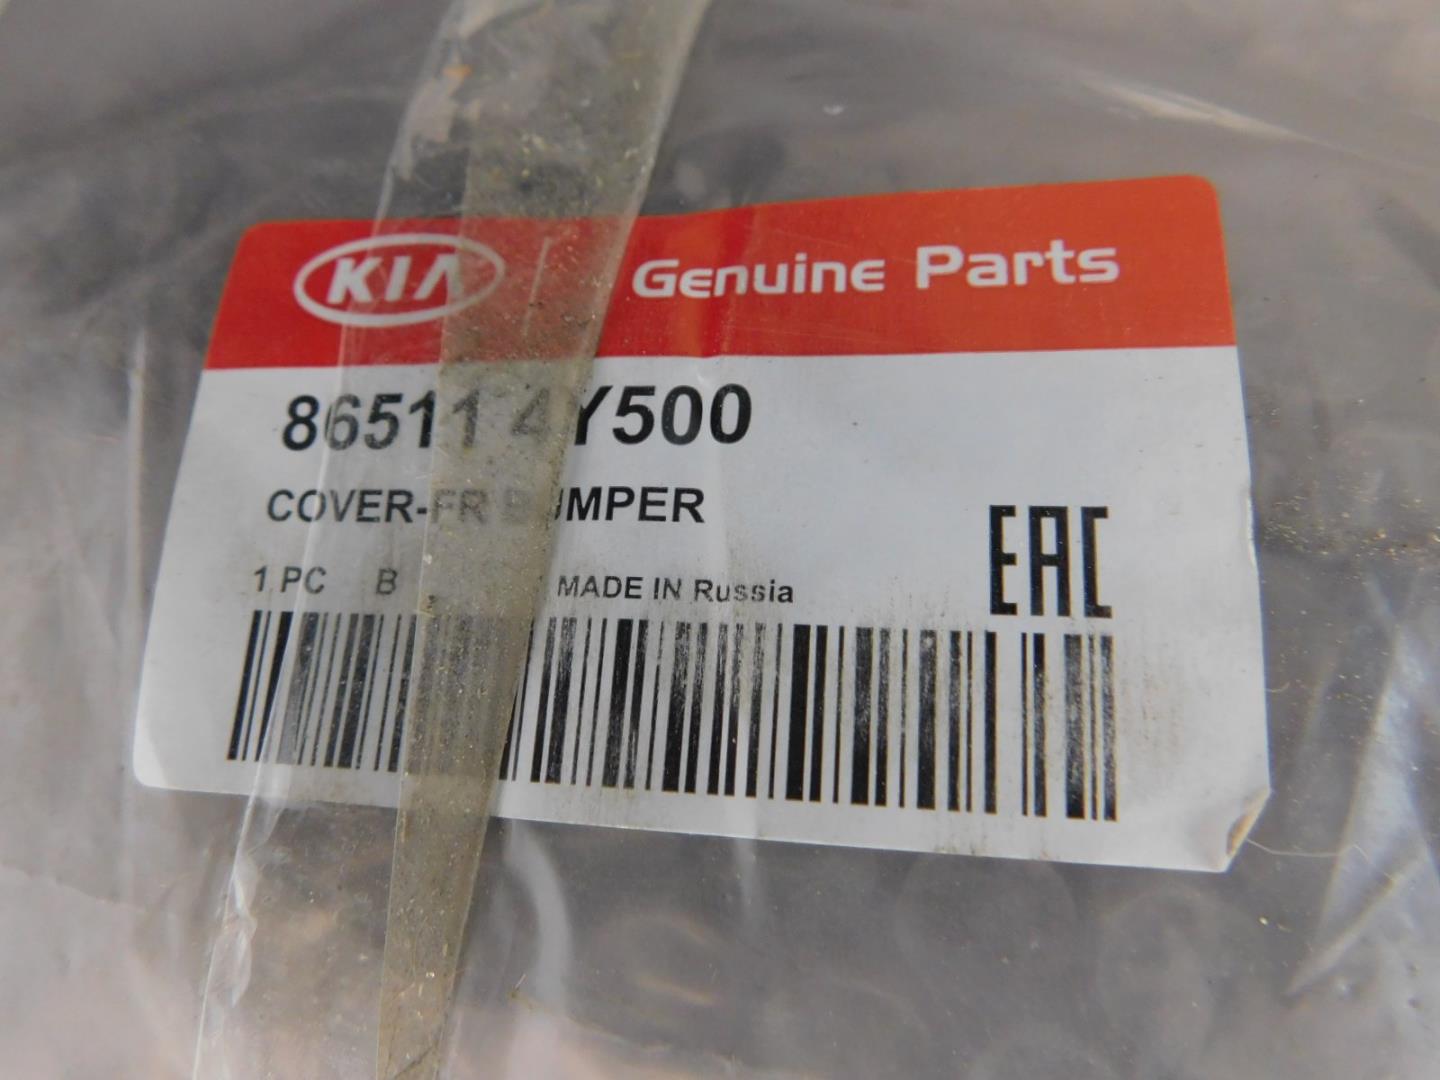 KIA Genuine Parts
86511 4Y500
COVER-FR BUMPER
1 PC B MADE IN Russia
EAC